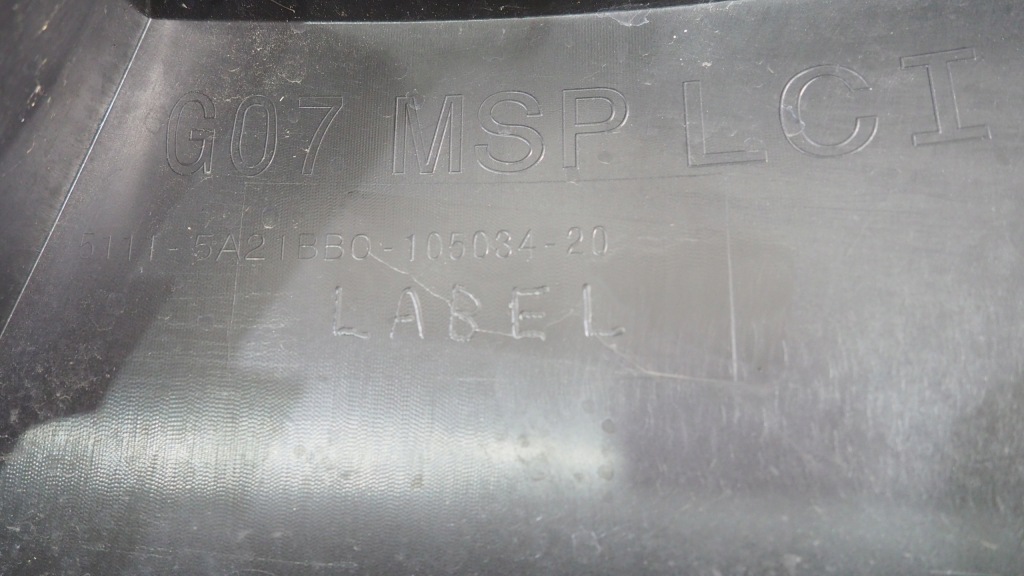 G07 MSP LCI
5111-5A21BB0-105034-20
LABEL